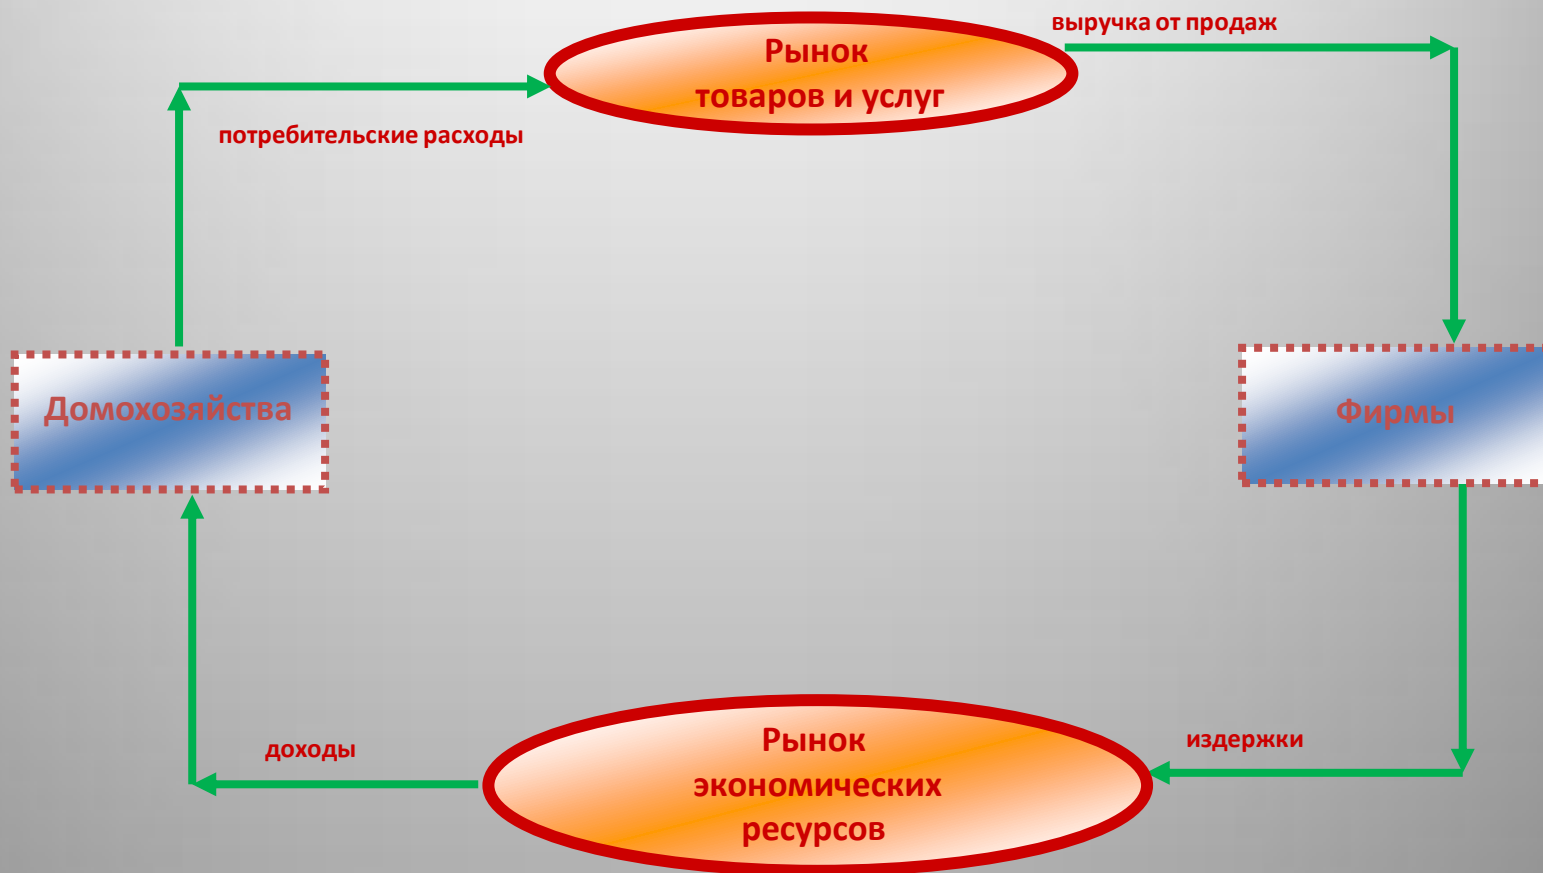 выручка от продаж
Рынок
товаров и услуг
потребительские расходы
Домохозяйства
Фирмы
доходы
Рынок
экономических
ресурсов
издержки